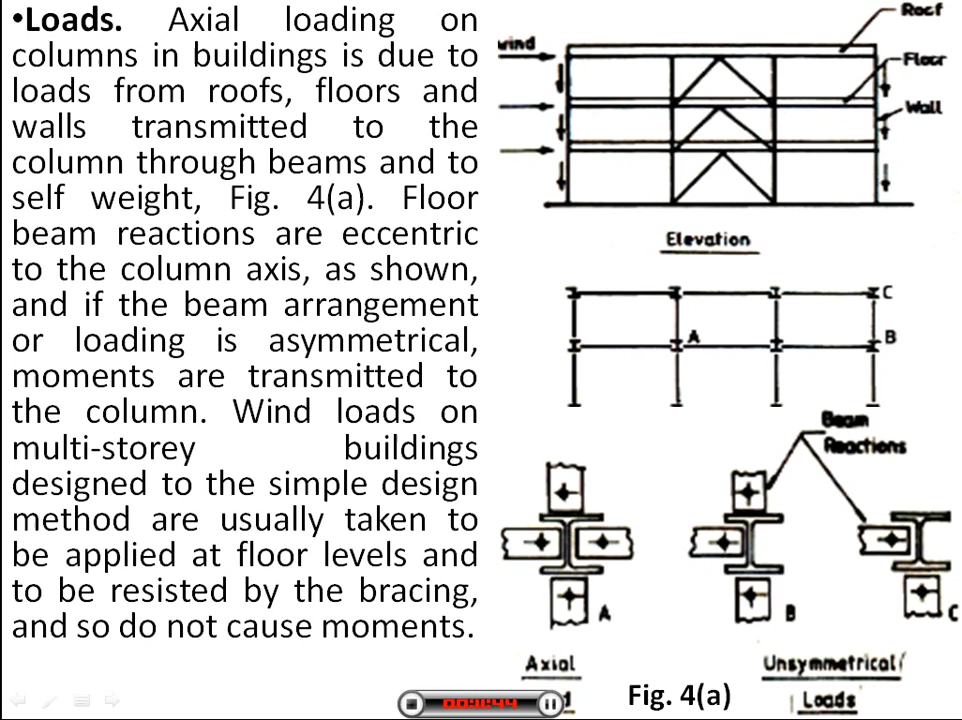 •Loads. Axial loading on
columns in buildings is due to
loads from roofs, floors and
walls transmitted to the
column through beams and to
self weight, Fig. 4(a). Floor
beam reactions are eccentric
to the column axis, as shown,
and if the beam arrangement
or loading is asymmetrical,
moments are transmitted to
the column. Wind loads on
multi-storey buildings
designed to the simple design
method are usually taken to
be applied at floor levels and
to be resisted by the bracing,
and so do not cause moments.
Roof
wind
Floor
Wall
Elevation
C
A
B
Beam
Reactions
A
B
C
Axial
Unsymmetrical
Loads
Fig. 4(a)